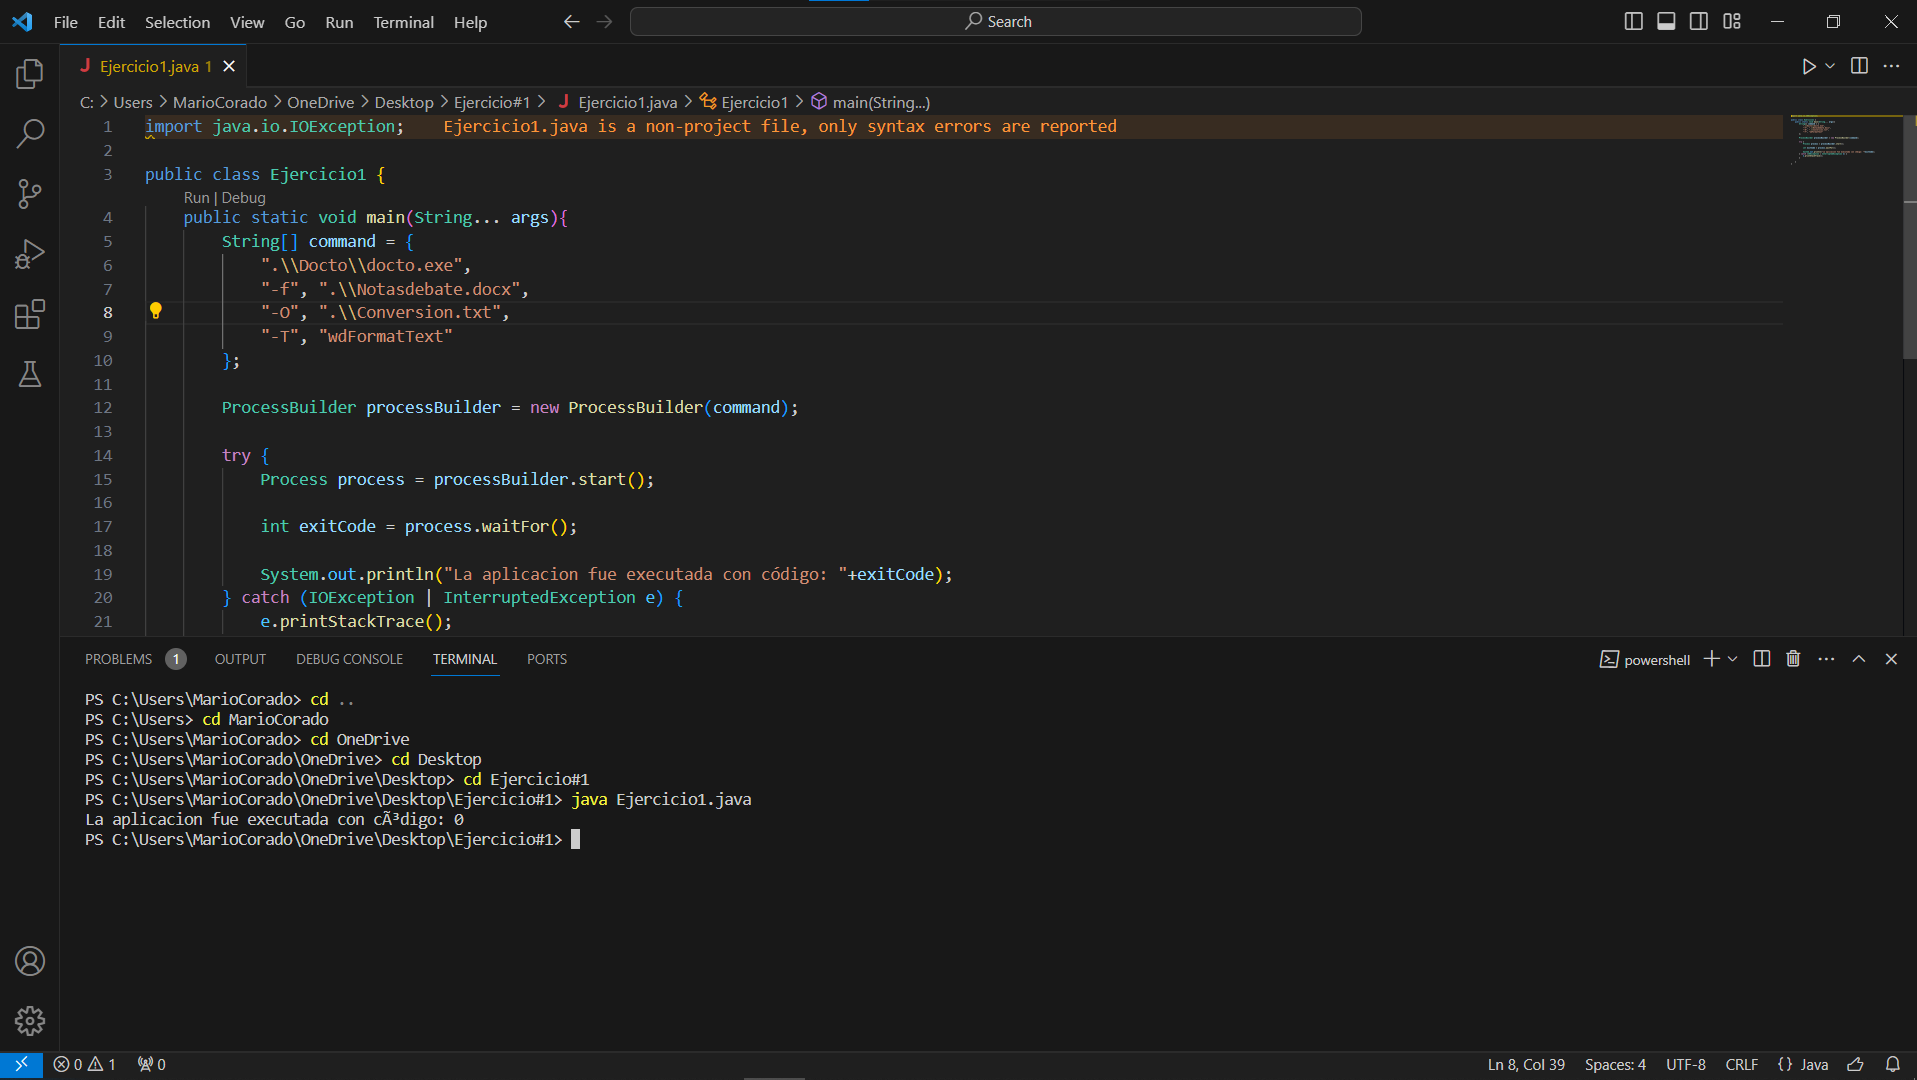 File Edit Selection View Go Run Terminal Help Search
Ejercicio1.java 1
C: > Users > MarioCorado > OneDrive > Desktop > Ejercicio#1 > Ejercicio1.java > Ejercicio1 > main(String...)
1 import java.io.IOException; Ejercicio1.java is a non-project file, only syntax errors are reported
2
3 public class Ejercicio1 {
Run | Debug
4 public static void main(String... args){
5 String[] command = {
6 ".\\Docto\\docto.exe",
7 "-f", ".\\Notasdebate.docx",
8 "-O", ".\\Conversion.txt",
9 "-T", "wdFormatText"
10 };
11
12 ProcessBuilder processBuilder = new ProcessBuilder(command);
13
14 try {
15 Process process = processBuilder.start();
16
17 int exitCode = process.waitFor();
18
19 System.out.println("La aplicacion fue executada con código: "+exitCode);
20 } catch (IOException | InterruptedException e) {
21 e.printStackTrace();
PROBLEMS 1 OUTPUT DEBUG CONSOLE TERMINAL PORTS powershell
PS C:\Users\MarioCorado> cd ..
PS C:\Users> cd MarioCorado
PS C:\Users\MarioCorado> cd OneDrive
PS C:\Users\MarioCorado\OneDrive> cd Desktop
PS C:\Users\MarioCorado\OneDrive\Desktop> cd Ejercicio#1
PS C:\Users\MarioCorado\OneDrive\Desktop\Ejercicio#1> java Ejercicio1.java
La aplicacion fue executada con cÃ³digo: 0
PS C:\Users\MarioCorado\OneDrive\Desktop\Ejercicio#1>
0 1 0 Ln 8, Col 39 Spaces: 4 UTF-8 CRLF {} Java